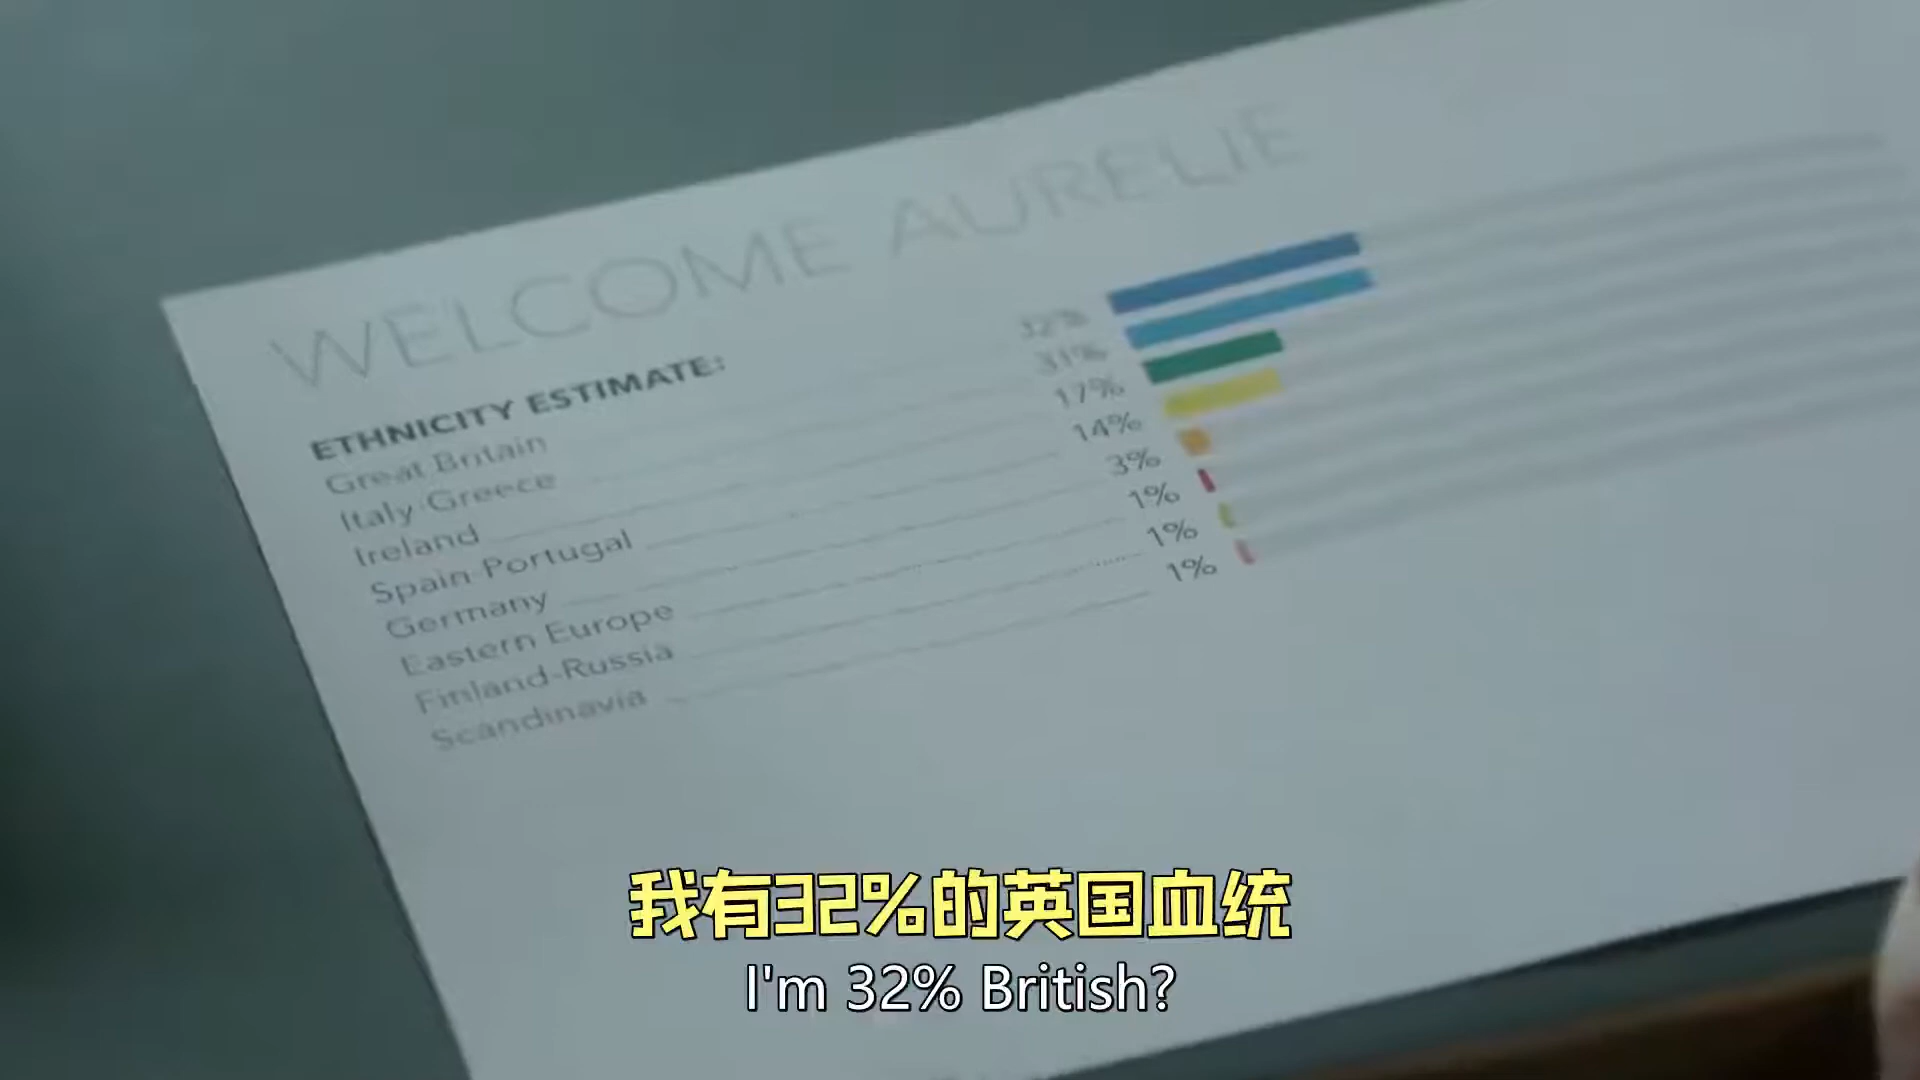 WELCOME AURELIE
ETHNICITY ESTIMATE:
Great Britain 32%
Italy-Greece 31%
Ireland 17%
Spain-Portugal 14%
Germany 3%
Eastern Europe 1%
Finland-Russia 1%
Scandinavia 1%
我有32%的英国血统
I'm 32% British?